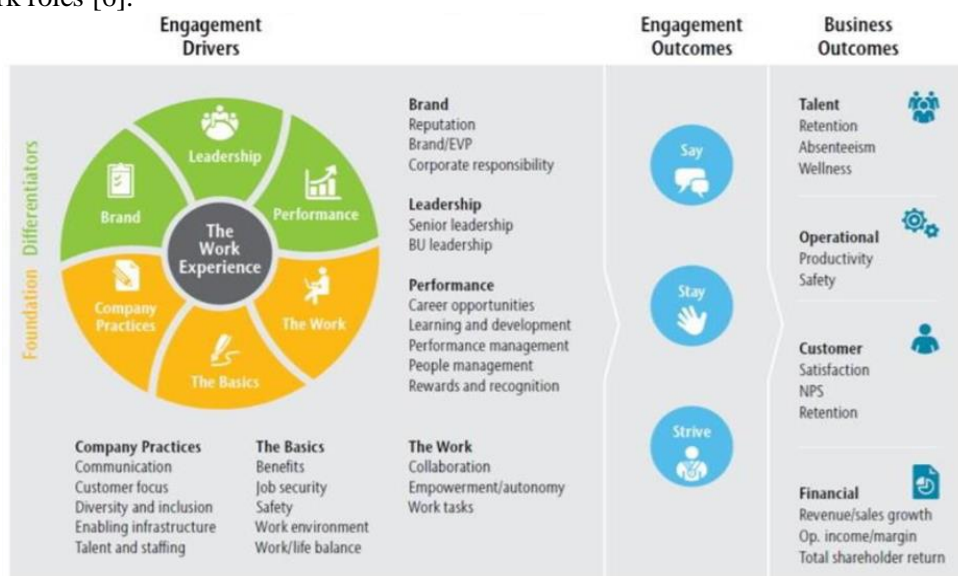 rk roles [6].
Engagement
Drivers
Engagement
Outcomes
Business
Outcomes
Foundation Differentiators
Brand
Leadership
Performance
Company
Practices
The Basics
The Work
The
Work
Experience
Brand
Reputation
Brand/EVP
Corporate responsibility
Leadership
Senior leadership
BU leadership
Performance
Career opportunities
Learning and development
Performance management
People management
Rewards and recognition
Company Practices
Communication
Customer focus
Diversity and inclusion
Enabling infrastructure
Talent and staffing
The Basics
Benefits
Job security
Safety
Work environment
Work/life balance
The Work
Collaboration
Empowerment/autonomy
Work tasks
Say
Stay
Strive
Talent
Retention
Absenteeism
Wellness
Operational
Productivity
Safety
Customer
Satisfaction
NPS
Retention
Financial
Revenue/sales growth
Op. income/margin
Total shareholder return